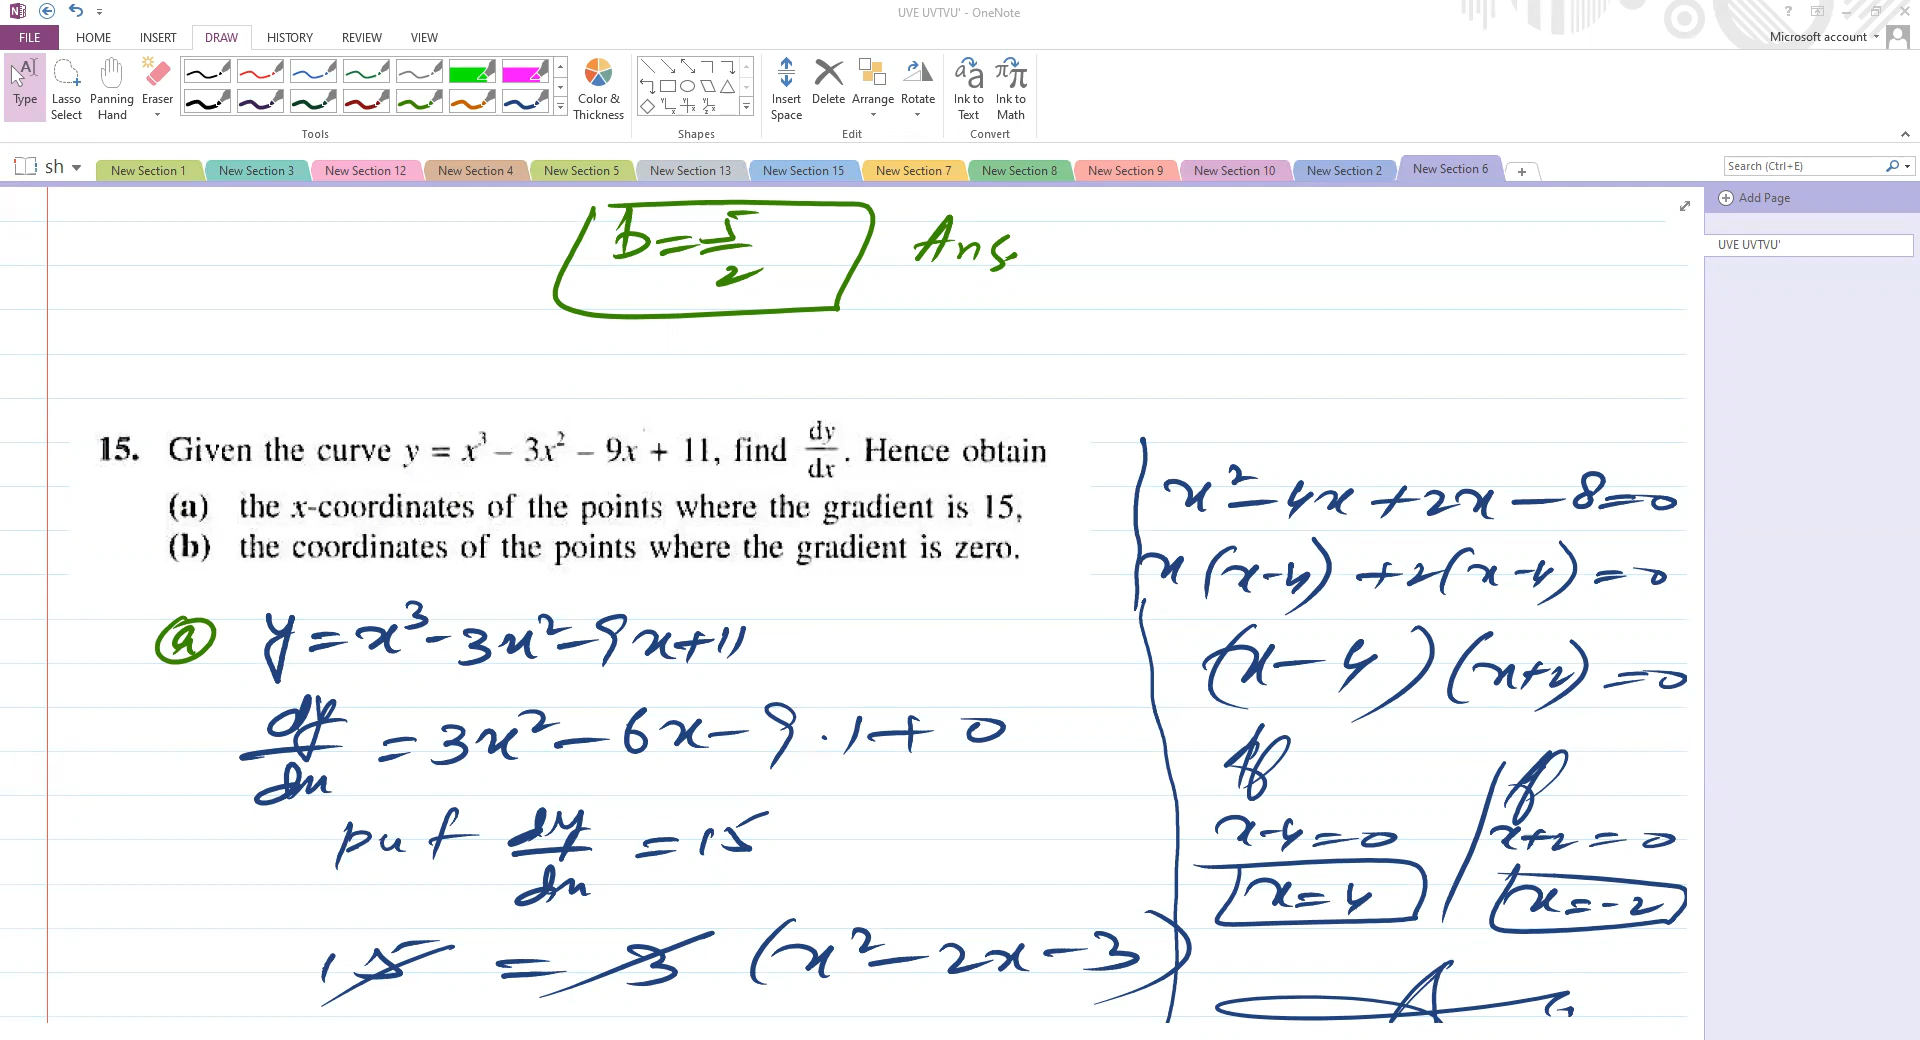 UVE UVTVU' - OneNote
?
FILE HOME INSERT DRAW HISTORY REVIEW VIEW
Microsoft account
Type
Lasso Select
Panning Hand
Eraser
Color & Thickness
Insert Space
Delete
Arrange
Rotate
Ink to Text
Ink to Math
Tools
Shapes
Edit
Convert
sh
New Section 1 New Section 3 New Section 12 New Section 4 New Section 5 New Section 13 New Section 15 New Section 7 New Section 8 New Section 9 New Section 10 New Section 2 New Section 6
Search (Ctrl+E)
Add Page
UVE UVTVU'
b = 5/2 Ans
15. Given the curve y = x³ – 3x² – 9x + 11, find dy/dx. Hence obtain
(a) the x-coordinates of the points where the gradient is 15,
(b) the coordinates of the points where the gradient is zero.
(a) y = x³ - 3x² - 9x + 11
dy/dx = 3x² - 6x - 9 . 1 + 0
put dy/dx = 15
15 = 3 (x² - 2x - 3)
x² - 4x + 2x - 8 = 0
x (x-4) + 2(x-4) = 0
(x - 4) (x+2) = 0
If
x-4 = 0
x = 4
If
x+2 = 0
x = -2